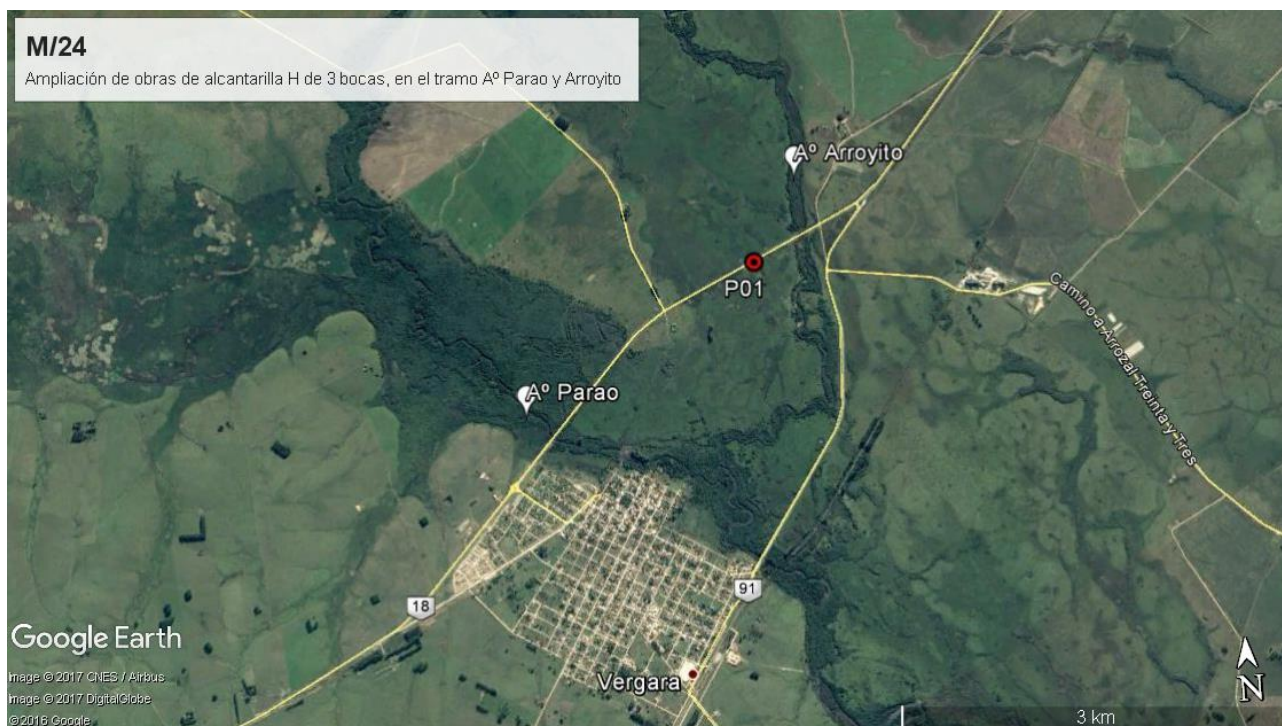 M/24
Ampliación de obras de alcantarilla H de 3 bocas, en el tramo Aº Parao y Arroyito
Aº Arroyito
P01
Camino a Arrozal Treinta y Tres
Aº Parao
91
18
Google Earth
Image © 2017 CNES / Airbus
Vergara
Image © 2017 DigitalGlobe
© 2016 Google
N
3 km